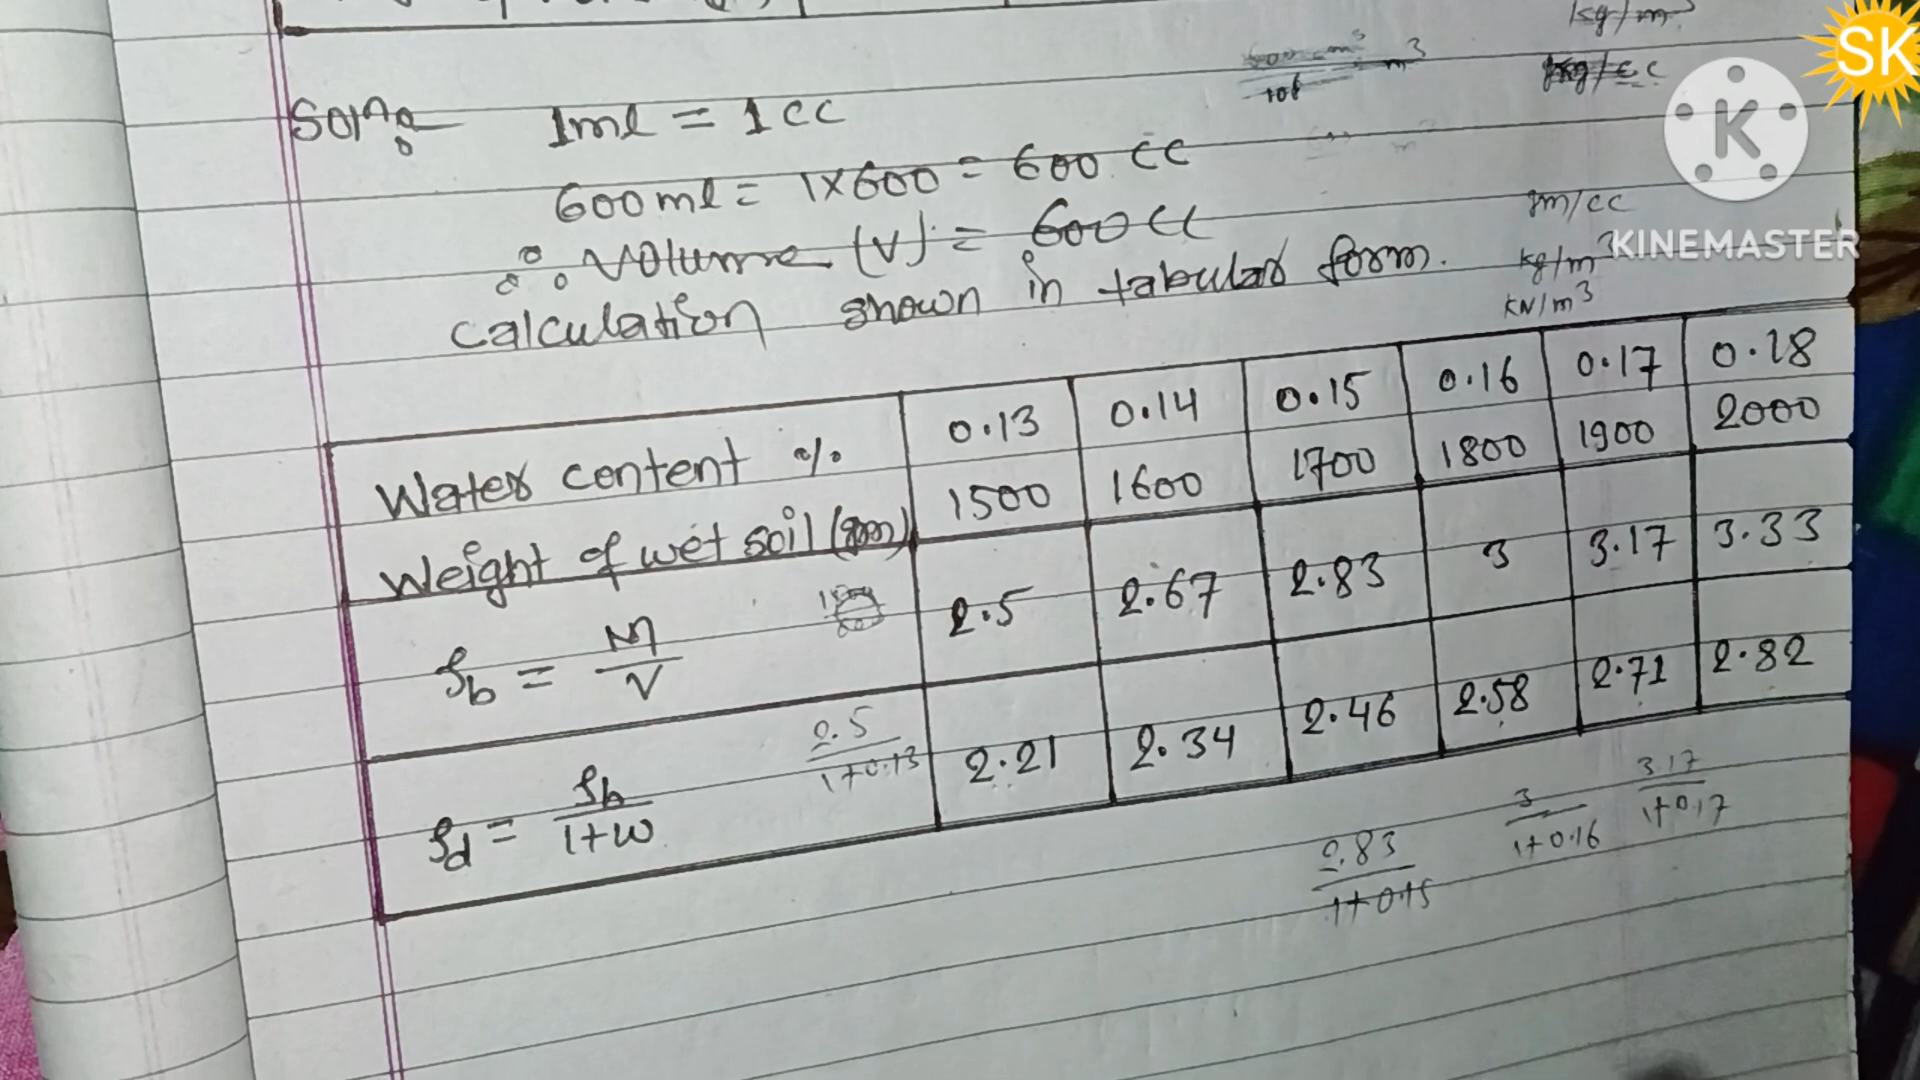 kg/m³
Soln:- 1ml = 1cc
600ml = 1×600 = 600 cc
∴ Volume (V) = 600cc
calculation shown in tabular form.
gm/cc
kg/m³
KN/m³
SK
K
KINEMASTER
Water content % 0.13 0.14 0.15 0.16 0.17 0.18
Weight of wet soil (gm) 1500 1600 1700 1800 1900 2000
ρb = M/V 2.5 2.67 2.83 3 3.17 3.33
ρd = ρb/1+w 2.5/1+0.13 2.21 2.34 2.46 2.58 2.71 2.82
2.83/1+0.15 3/1+0.16 3.17/1+0.17